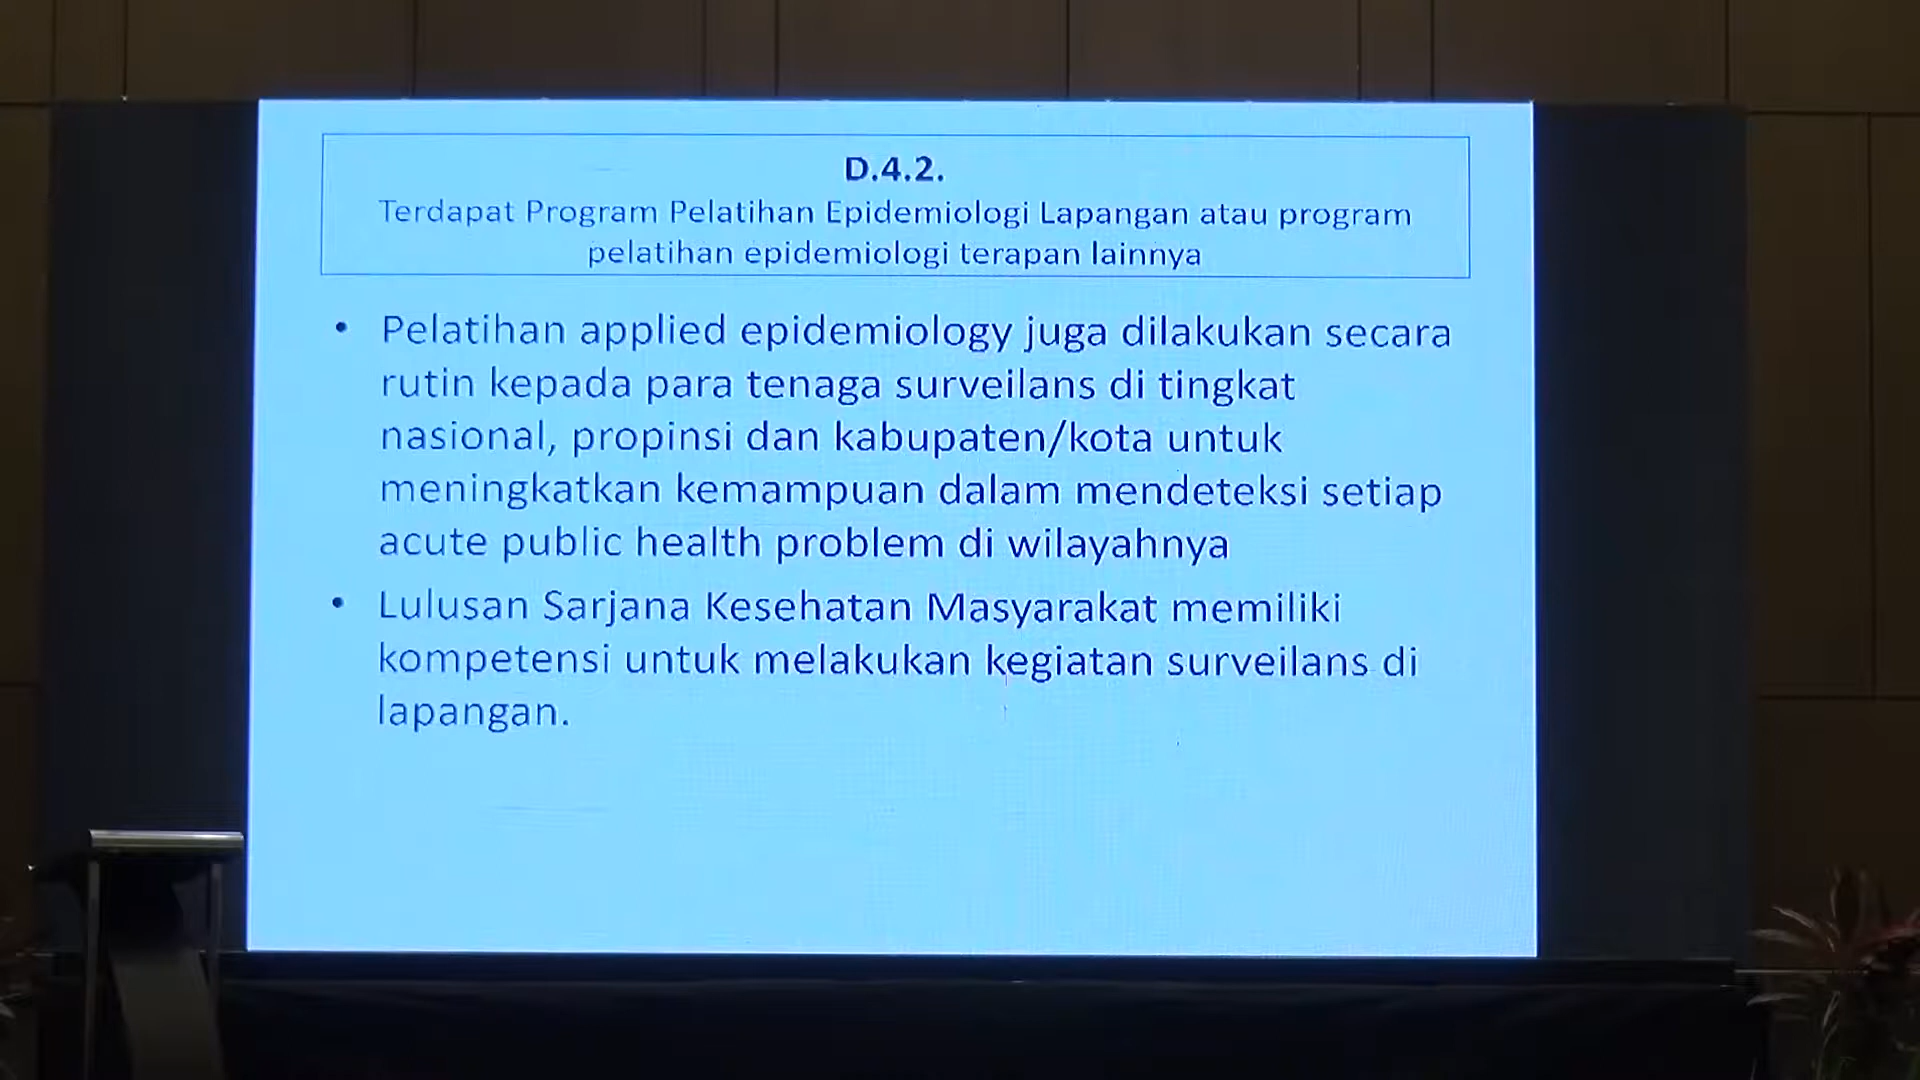 D.4.2.
Terdapat Program Pelatihan Epidemiologi Lapangan atau program
pelatihan epidemiologi terapan lainnya
• Pelatihan applied epidemiology juga dilakukan secara
rutin kepada para tenaga surveilans di tingkat
nasional, propinsi dan kabupaten/kota untuk
meningkatkan kemampuan dalam mendeteksi setiap
acute public health problem di wilayahnya
• Lulusan Sarjana Kesehatan Masyarakat memiliki
kompetensi untuk melakukan kegiatan surveilans di
lapangan.